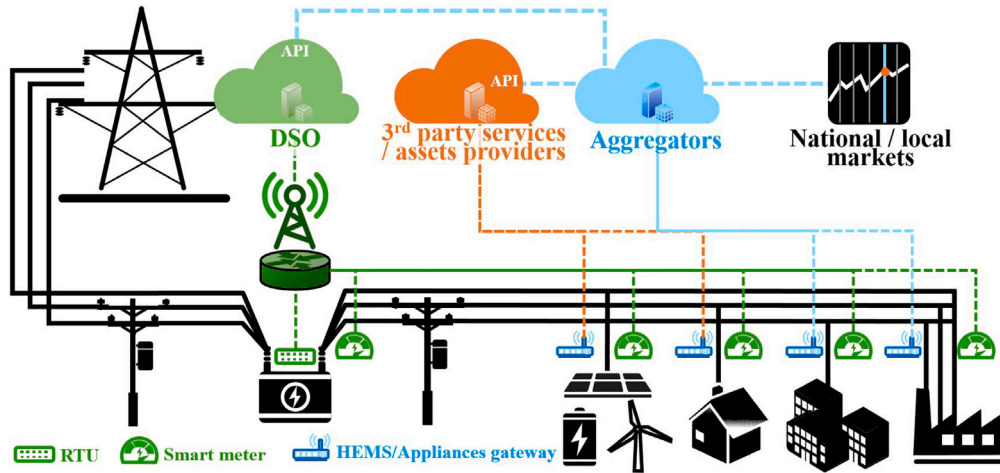 API
DSO
API
3rd party services
/ assets providers
Aggregators
National / local
markets
RTU
Smart meter
HEMS/Appliances gateway